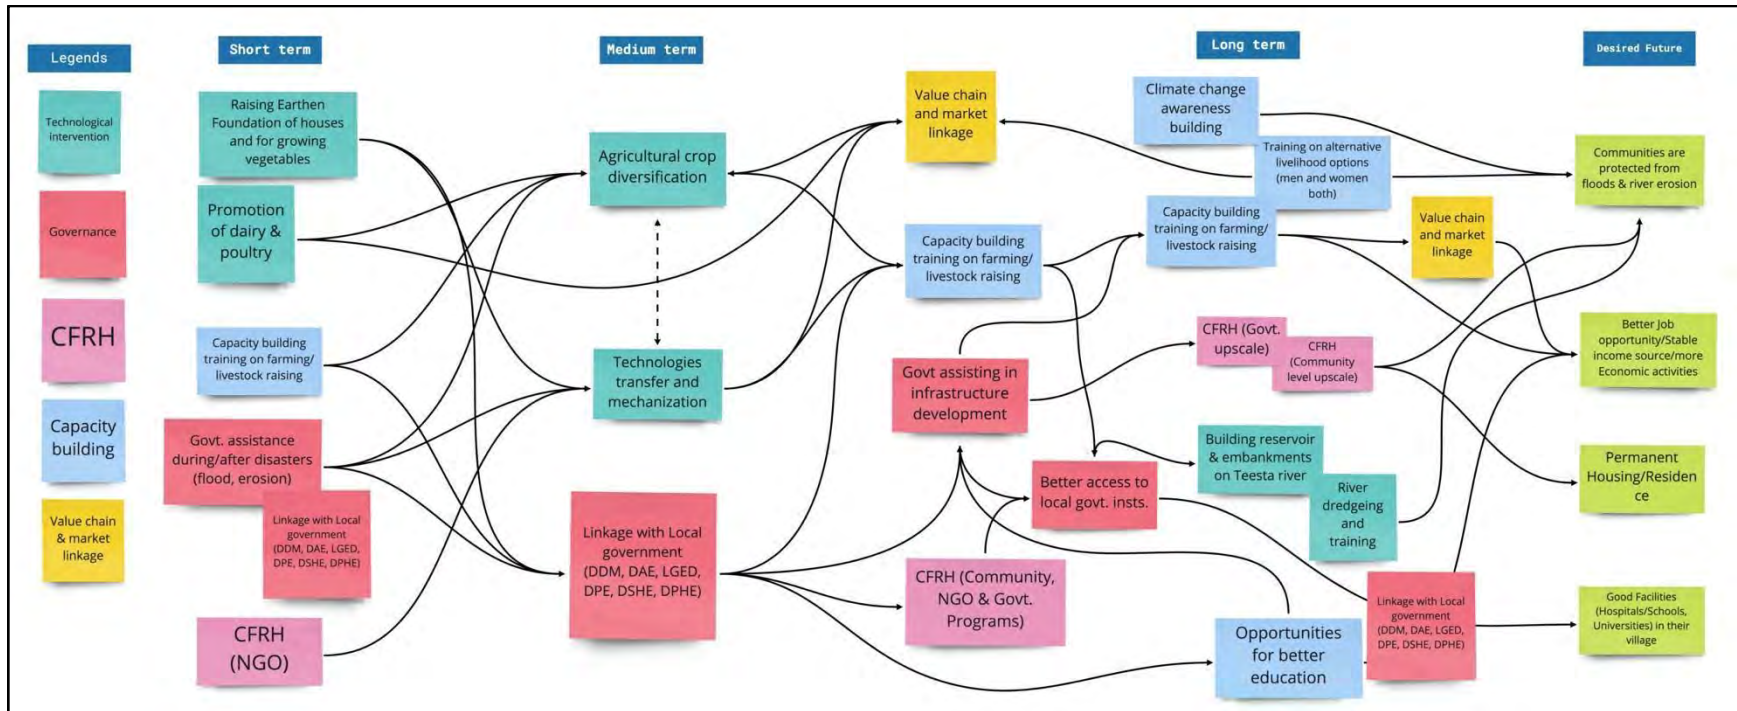 Legends
Technological
intervention
Governance
CFRH
Capacity
building
Value chain
& market
linkage
Short term
Raising Earthen
Foundation of houses
and for growing
vegetables
Promotion
of dairy &
poultry
Capacity building
training on farming/
livestock raising
Govt. assistance
during/after disasters
(flood, erosion)
Linkage with Local
government
(DDM, DAE, LGED,
DPE, DSHE, DPHE)
CFRH
(NGO)
Medium term
Agricultural crop
diversification
Technologies
transfer and
mechanization
Linkage with Local
government
(DDM, DAE, LGED,
DPE, DSHE, DPHE)
Value chain
and market
linkage
Capacity building
training on farming/
livestock raising
Govt assisting in
infrastructure
development
Better access to
local govt. insts.
CFRH (Community,
NGO & Govt.
Programs)
Long term
Climate change
awareness
building
Training on alternative
livelihood options
(men and women
both)
Capacity building
training on farming/
livestock raising
Value chain
and market
linkage
CFRH (Govt.
upscale)
CFRH
(Community
level upscale)
Building reservoir
& embankments
on Teesta river
River
dredgeing
and
training
Opportunities
for better
education
Linkage with Local
government
(DDM, DAE, LGED,
DPE, DSHE, DPHE)
Desired Future
Communities are
protected from
floods & river erosion
Better Job
opportunity/Stable
income source/more
Economic activities
Permanent
Housing/Residen
ce
Good Facilities
(Hospitals/Schools,
Universities) in their
village